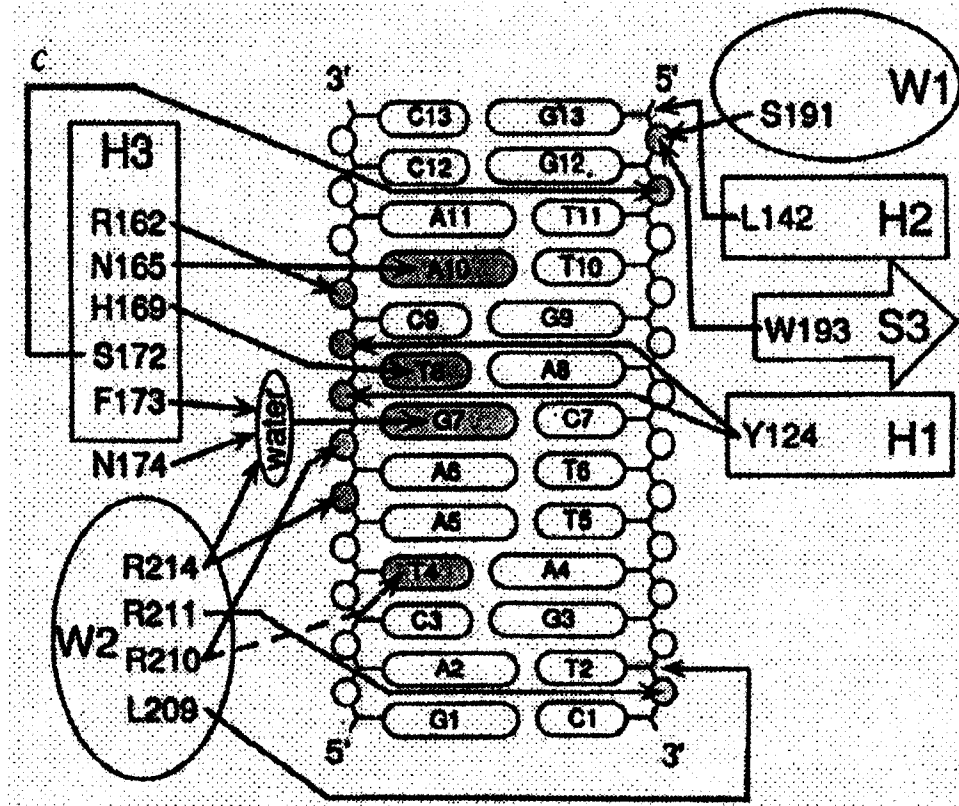 c
3' 5'
W1
S191
H3
C13 G13
C12 G12
R162
A11 T11
L142 H2
N165
A10 T10
H169
C9 G9
W193 S3
S172
T8 A8
F173
water
G7 C7
Y124 H1
N174
A6 T6
A5 T5
R214
T4 A4
R211
C3 G3
W2
R210
A2 T2
L209
G1 C1
5' 3'